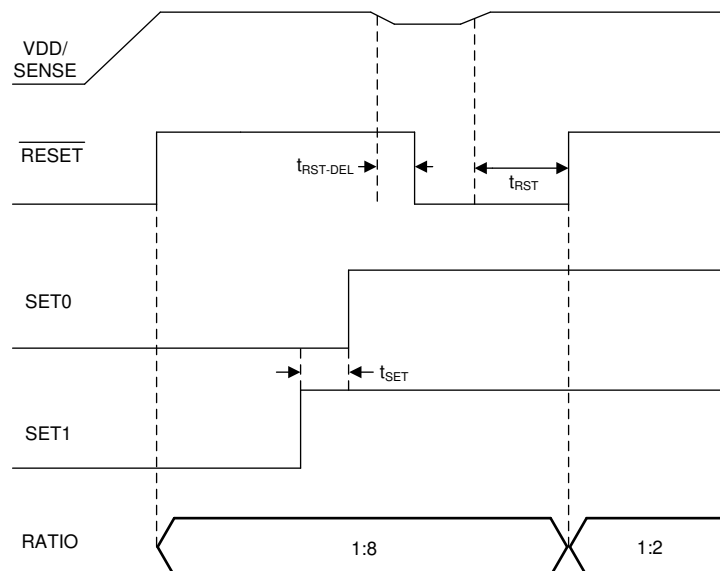 VDD/
SENSE
RESET
tRST-DEL
tRST
SET0
tSET
SET1
RATIO
1:8
1:2